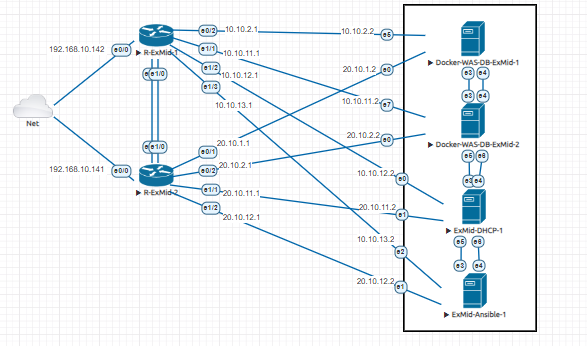 e0/2
10.10.2.1
10.10.2.2
e5
192.168.10.142
e0/0
R-ExMid-1
e1/1
10.10.11.1
e1/2
10.10.12.1
e1/3
10.10.13.1
20.10.1.2
e0
Docker-WAS-DB-ExMid-1
e3
e4
e1/0
10.10.11.2
e7
e3
e4
Net
20.10.2.2
e0
Docker-WAS-DB-ExMid-2
e1/0
e0/1
20.10.1.1
e5
e6
192.168.10.141
e0/0
e0/2
20.10.2.1
10.10.12.2
e0
e3
e4
R-ExMid-2
e1/1
20.10.11.1
20.10.11.2
e1
e1/2
20.10.12.1
ExMid-DHCP-1
10.10.13.2
e2
e5
e6
e3
e4
20.10.12.2
e1
ExMid-Ansible-1